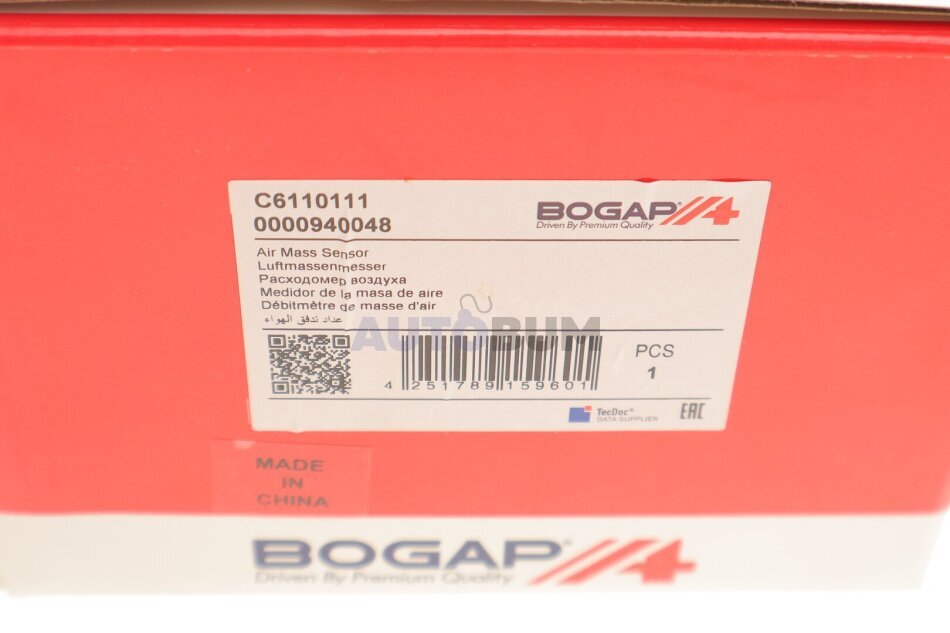 C6110111
0000940048
BOGAP
Driven By Premium Quality
Air Mass Sensor
Luftmassenmesser
Расходомер воздуха
Medidor de la masa de aire
Débitmètre de masse d'air
عداد تدفق الهواء
AUTOBUM
4 251789 159601
PCS
1
TecDoc®
DATA SUPPLIER
EAC
MADE
IN
CHINA
BOGAP®
Driven By Premium Quality